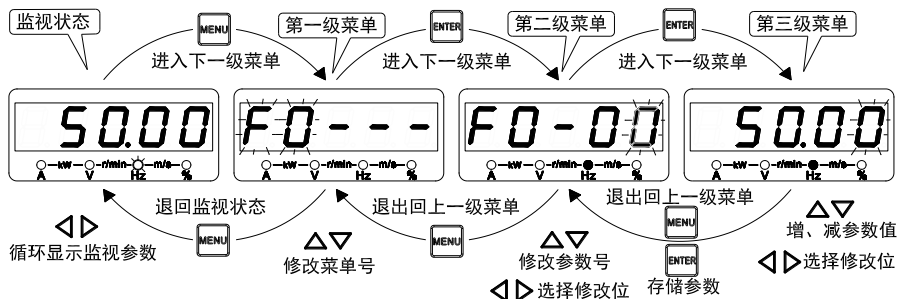 监视状态
MENU
第一级菜单
ENTER
第二级菜单
ENTER
第三级菜单
进入下一级菜单
进入下一级菜单
进入下一级菜单
50.00
F0---
F0-00
50.00
A kW V r/min Hz m/s %
A kW V r/min Hz m/s %
A kW V r/min Hz m/s %
A kW V r/min Hz m/s %
退回监视状态
退出回上一级菜单
退出回上一级菜单
MENU
MENU
MENU
ENTER
循环显示监视参数
修改菜单号
修改参数号
选择修改位
存储参数
增、减参数值
选择修改位